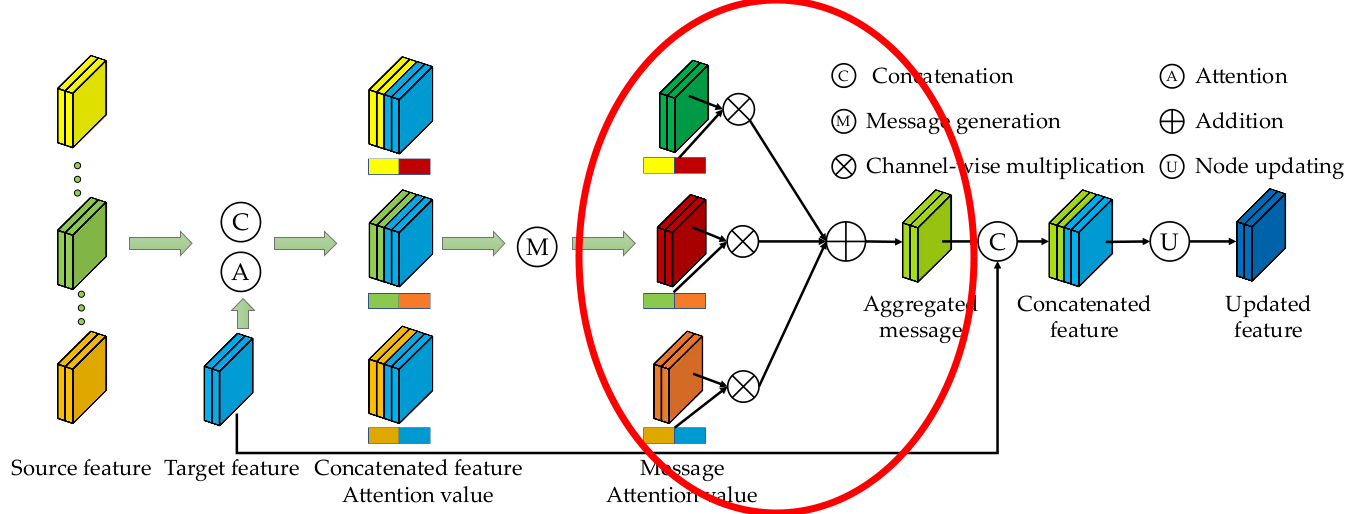 C Concatenation
A Attention
M Message generation
Addition
Channel-wise multiplication
U Node updating
C
A
M
C
U
Aggregated
message
Concatenated
feature
Updated
feature
Source feature
Target feature
Concatenated feature
Attention value
Message
Attention value